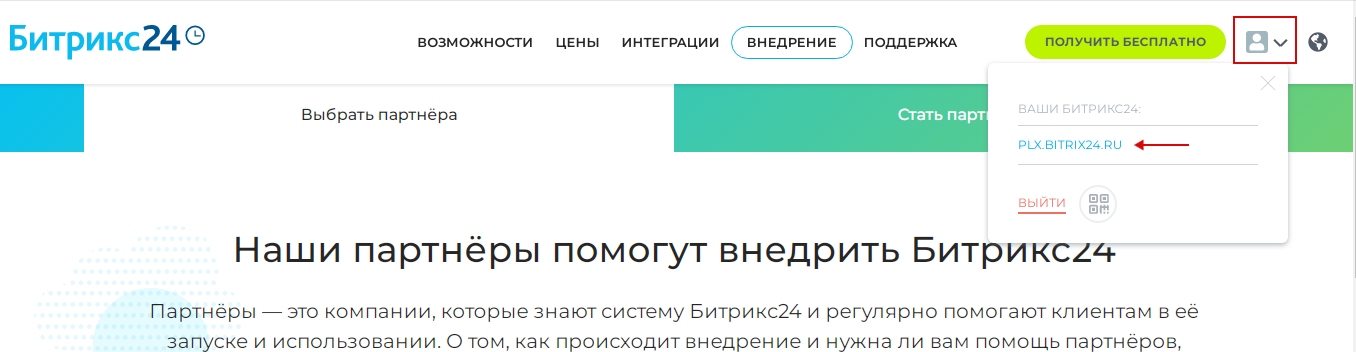 Битрикс24
ВОЗМОЖНОСТИ ЦЕНЫ ИНТЕГРАЦИИ ВНЕДРЕНИЕ ПОДДЕРЖКА ПОЛУЧИТЬ БЕСПЛАТНО
ВАШИ БИТРИКС24:
PLX.BITRIX24.RU
ВЫЙТИ
Выбрать партнёра
Стать
Наши партнёры помогут внедрить Битрикс24
Партнёры — это компании, которые знают систему Битрикс24 и регулярно помогают клиентам в её
запуске и использовании. О том, как происходит внедрение и нужна ли вам помощь партнёров,